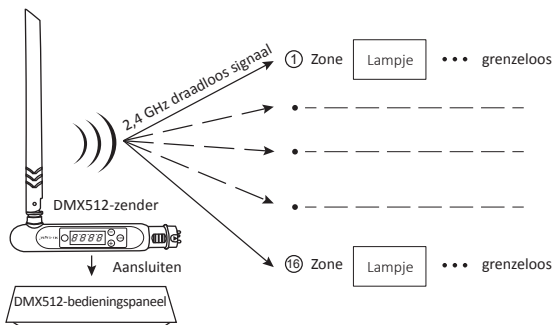 2,4 GHz draadloos signaal
① Zone Lampje ••• grenzeloos
DMX512-zender
8888
Aansluiten
⑯ Zone Lampje ••• grenzeloos
DMX512-bedieningspaneel